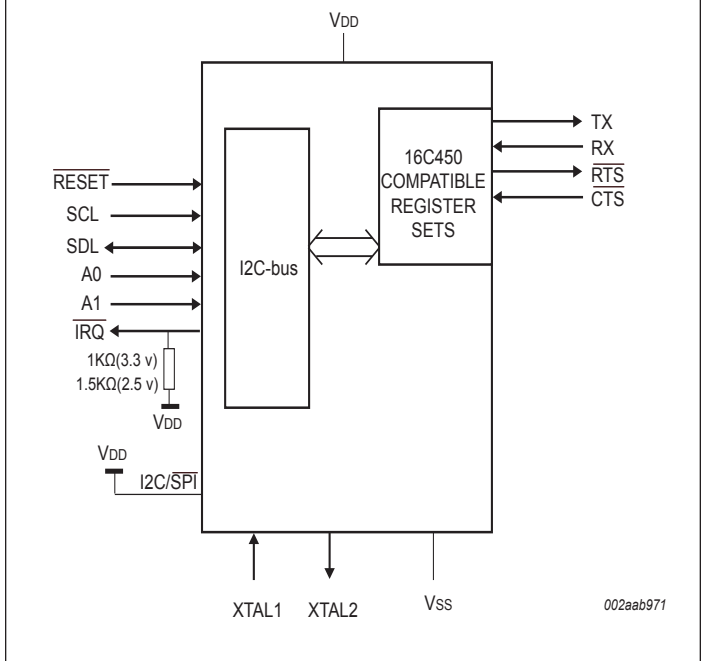 VDD
TX
RX
RTS
CTS
16C450
COMPATIBLE
REGISTER
SETS
RESET
SCL
SDL
A0
A1
IRQ
I2C-bus
1KΩ(3.3 v)
1.5KΩ(2.5 v)
VDD
VDD
I2C/SPI
XTAL1
XTAL2
VSS
002aab971